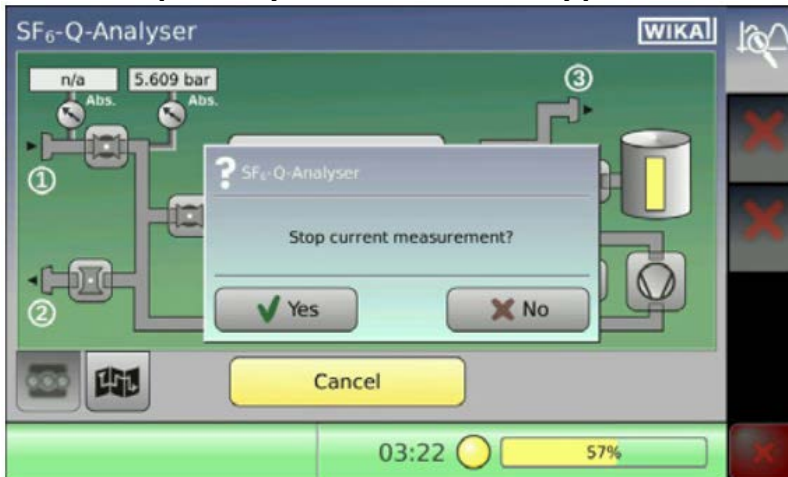 SF₆-Q-Analyser
WIKA
n/a
5.609 bar
Abs.
Abs.
③
①
②
? SF₆-Q-Analyser
Stop current measurement?
Yes
No
Cancel
03:22
57%